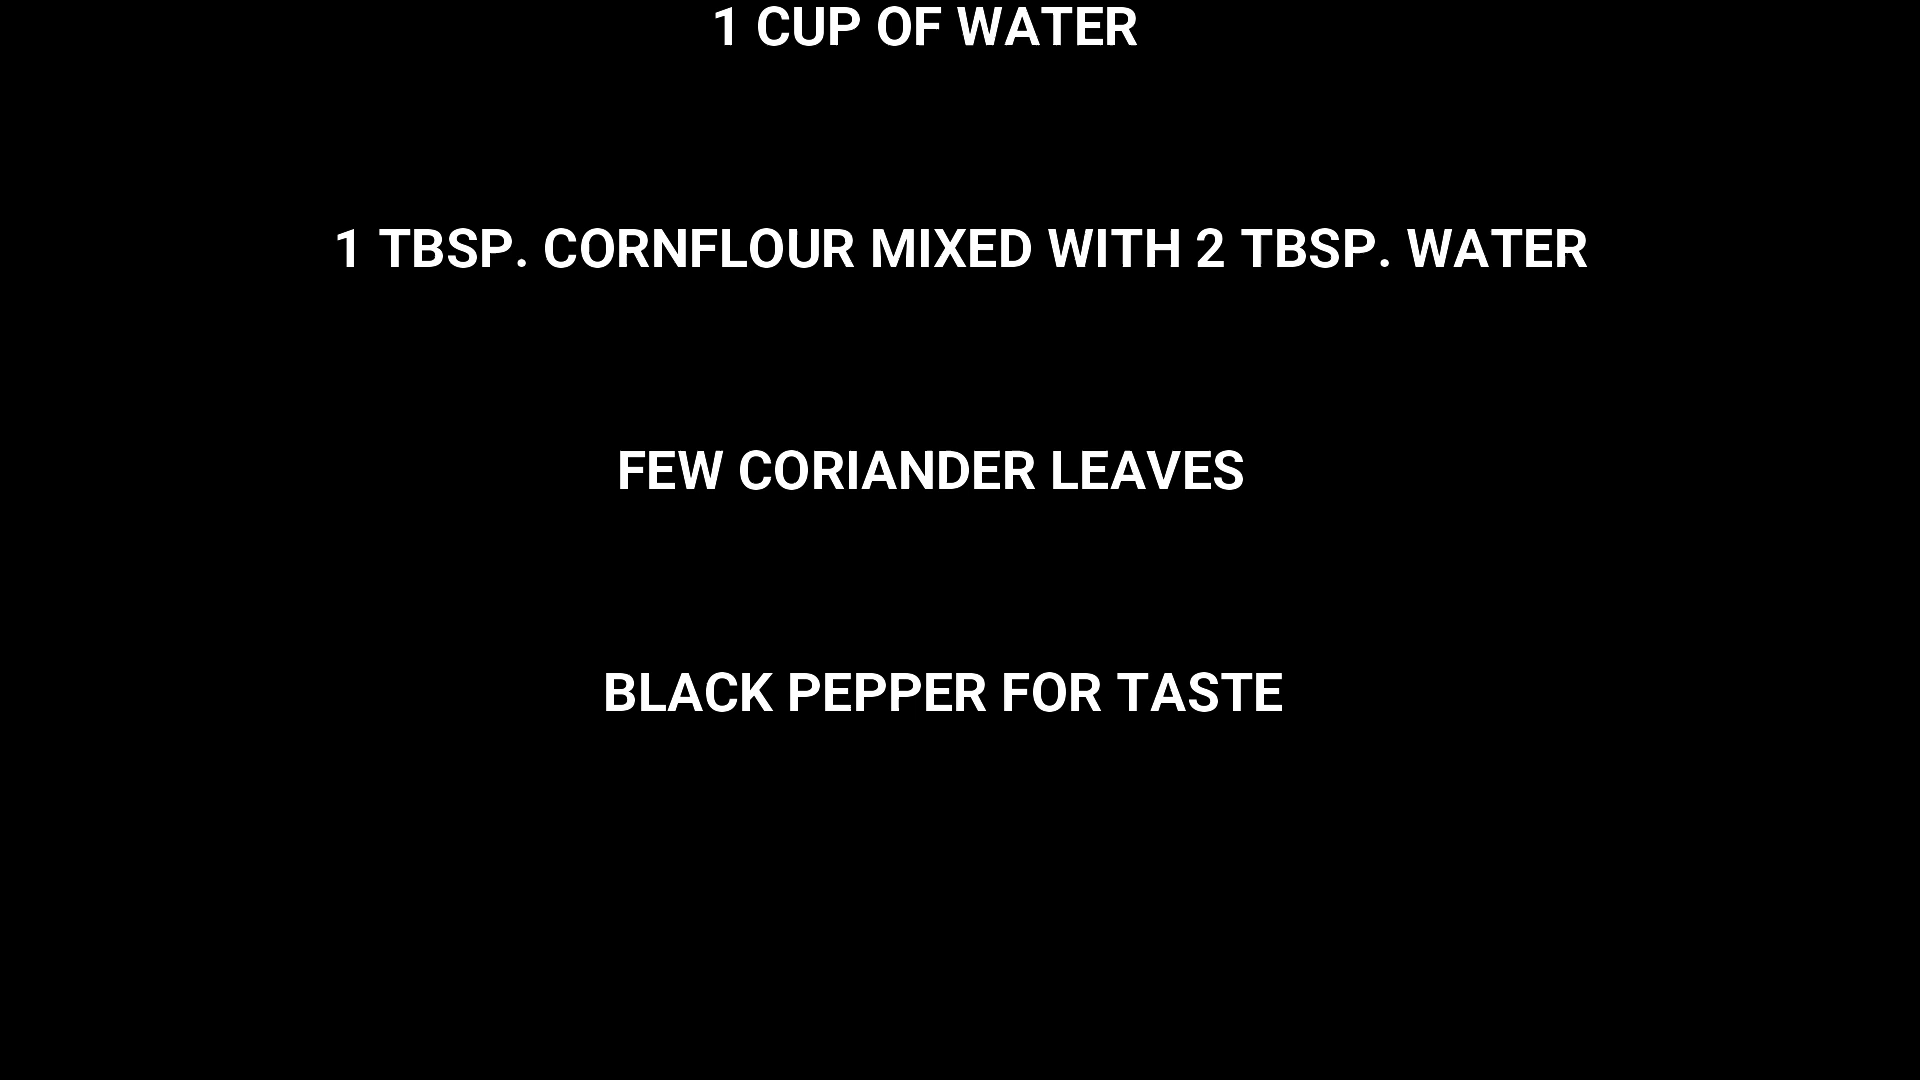 1 CUP OF WATER
1 TBSP. CORNFLOUR MIXED WITH 2 TBSP. WATER
FEW CORIANDER LEAVES
BLACK PEPPER FOR TASTE